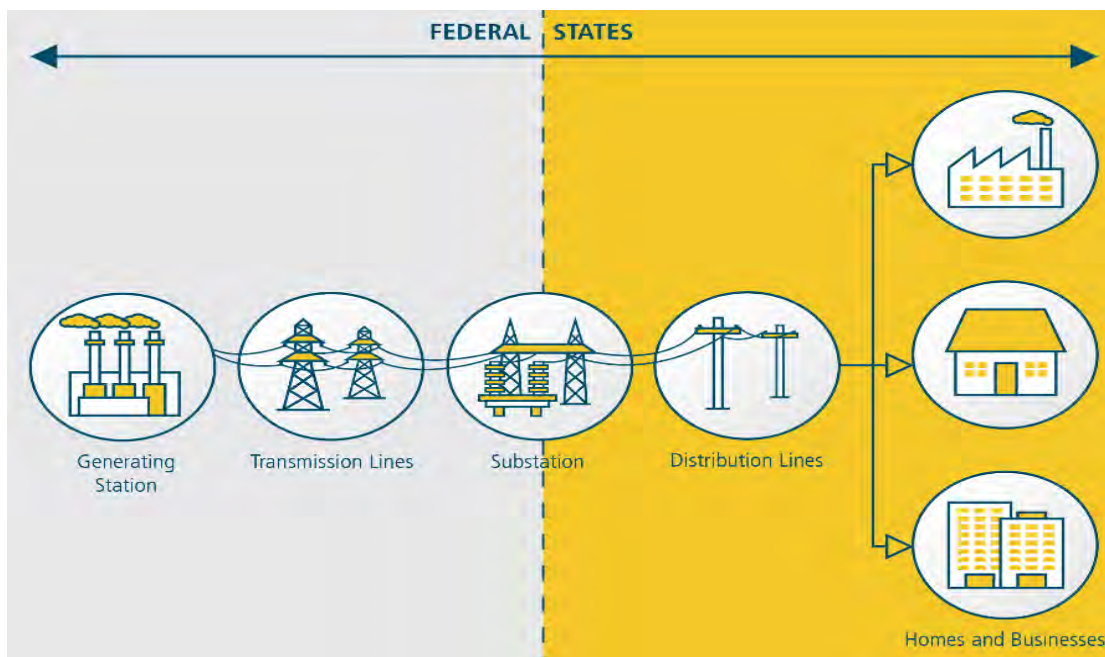 FEDERAL STATES
Generating
Station
Transmission Lines
Substation
Distribution Lines
Homes and Businesses